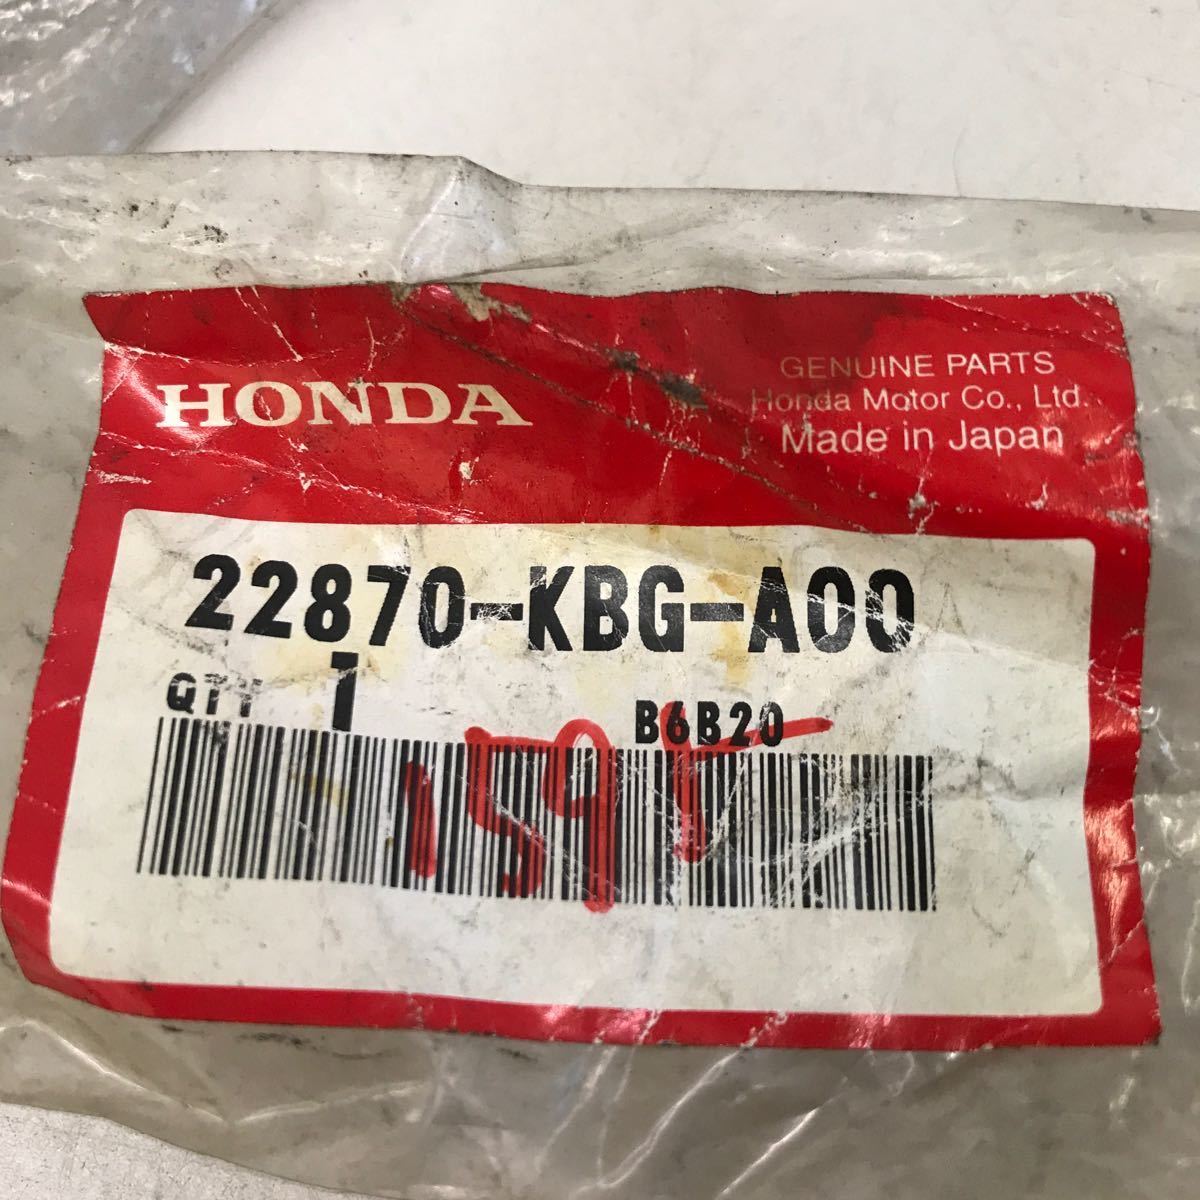 HONDA
GENUINE PARTS
Honda Motor Co., Ltd.
Made in Japan
22870-KBG-A00
QTY 1
B6B20